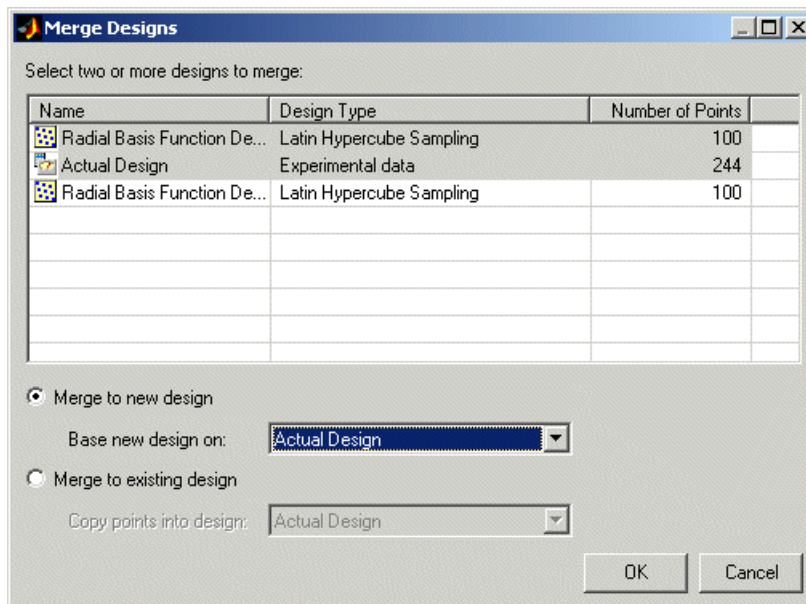 Merge Designs
Select two or more designs to merge:
Name Design Type Number of Points
Radial Basis Function De... Latin Hypercube Sampling 100
Actual Design Experimental data 244
Radial Basis Function De... Latin Hypercube Sampling 100
Merge to new design
Base new design on: Actual Design
Merge to existing design
Copy points into design: Actual Design
OK Cancel